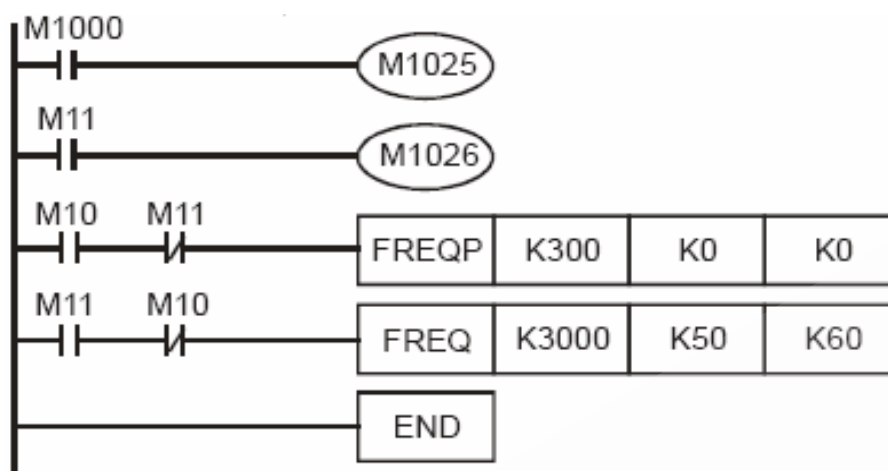 M1000
M1025
M11
M1026
M10 M11
FREQP K300 K0 K0
M11 M10
FREQ K3000 K50 K60
END